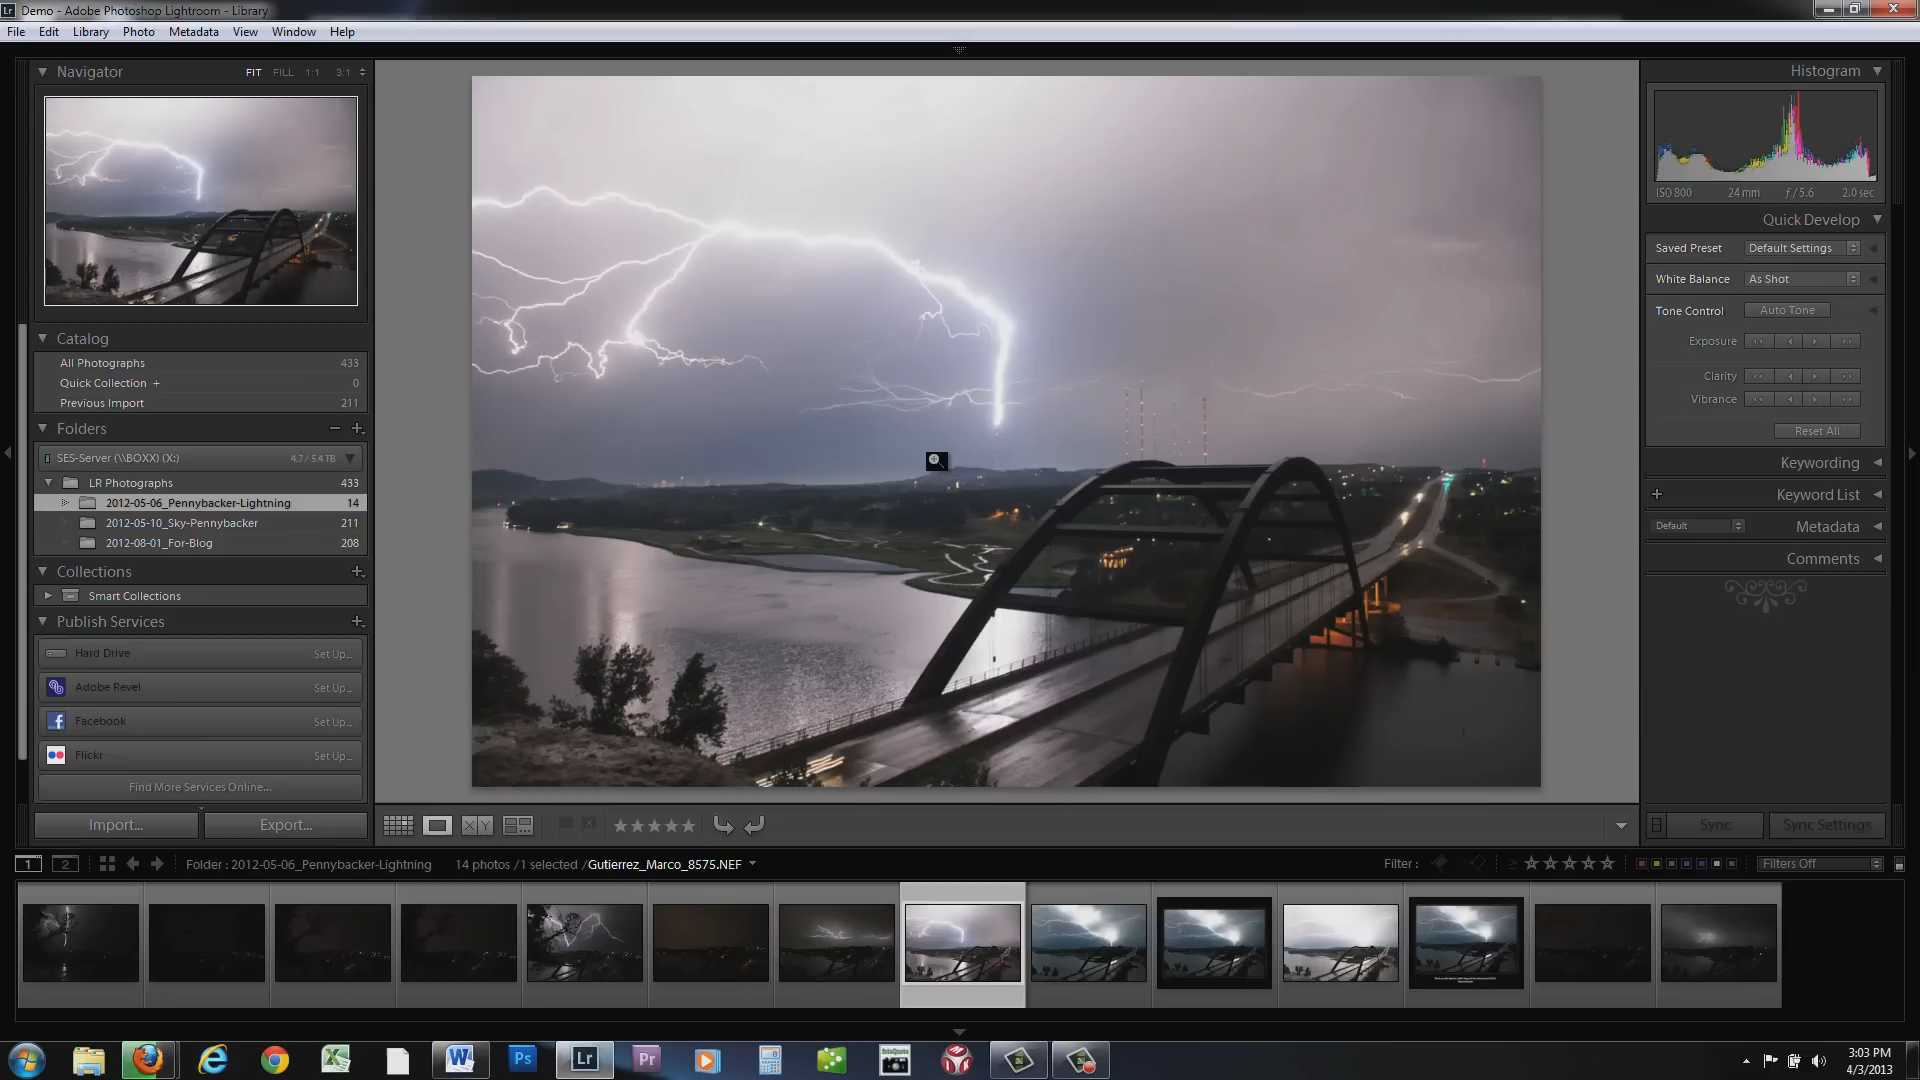 Lr Demo - Adobe Photoshop Lightroom - Library
File Edit Library Photo Metadata View Window Help
Navigator FIT FILL 1:1 3:1
Histogram
ISO 800 24 mm ƒ / 5.6 2.0 sec
Quick Develop
Saved Preset Default Settings
White Balance As Shot
Tone Control Auto Tone
Exposure
Clarity
Vibrance
Reset All
Keywording
+ Keyword List
Default Metadata
Comments
Catalog
All Photographs 433
Quick Collection + 0
Previous Import 211
Folders
SES-Server (\\BOXX) (X:) 4.7 / 5.4 TB
LR Photographs 433
2012-05-06_Pennybacker-Lightning 14
2012-05-10_Sky-Pennybacker 211
2012-08-01_For-Blog 208
Collections
Smart Collections
Publish Services
Hard Drive Set Up...
Adobe Revel Set Up...
Facebook Set Up...
Flickr Set Up...
Find More Services Online...
Import... Export...
X Y
Sync Sync Settings
1 2 Folder : 2012-05-06_Pennybacker-Lightning 14 photos /1 selected /Gutierrez_Marco_8575.NEF Filter : ≥ Filters Off
Ps Lr Pr
3:03 PM
4/3/2013